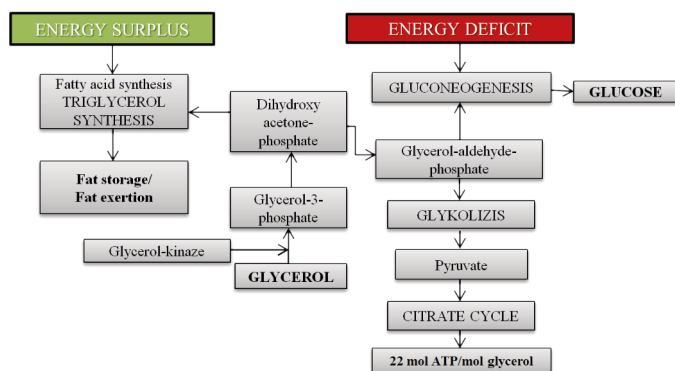 ENERGY SURPLUS
ENERGY DEFICIT
Fatty acid synthesis
TRIGLYCEROL
SYNTHESIS
Dihydroxy
acetone-
phosphate
GLUCONEOGENESIS
GLUCOSE
Glycerol-aldehyde-
phosphate
Fat storage/
Fat exertion
Glycerol-3-
phosphate
GLYKOLIZIS
Glycerol-kinaze
GLYCEROL
Pyruvate
CITRATE CYCLE
22 mol ATP/mol glycerol